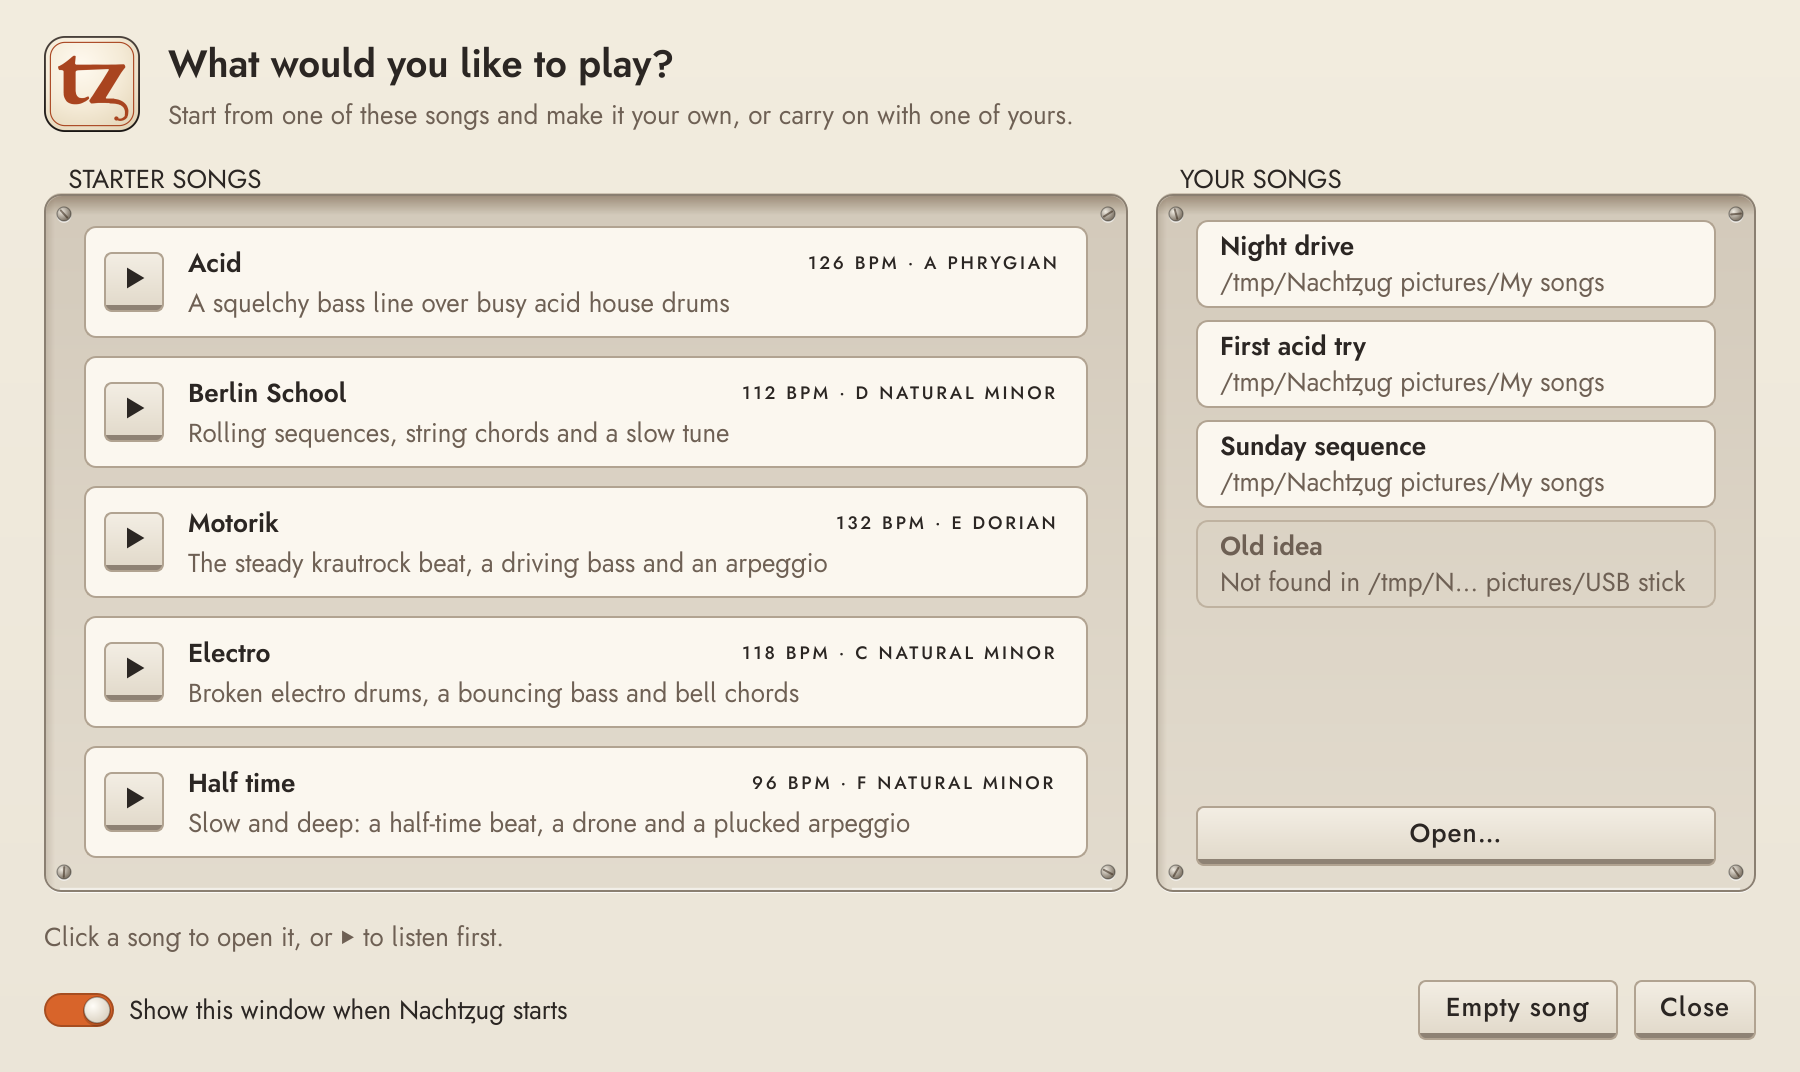 tz
What would you like to play?
Start from one of these songs and make it your own, or carry on with one of yours.
STARTER SONGS
Acid
126 BPM · A PHRYGIAN
A squelchy bass line over busy acid house drums
Berlin School
112 BPM · D NATURAL MINOR
Rolling sequences, string chords and a slow tune
Motorik
132 BPM · E DORIAN
The steady krautrock beat, a driving bass and an arpeggio
Electro
118 BPM · C NATURAL MINOR
Broken electro drums, a bouncing bass and bell chords
Half time
96 BPM · F NATURAL MINOR
Slow and deep: a half-time beat, a drone and a plucked arpeggio
YOUR SONGS
Night drive
/tmp/Nachtzug pictures/My songs
First acid try
/tmp/Nachtzug pictures/My songs
Sunday sequence
/tmp/Nachtzug pictures/My songs
Old idea
Not found in /tmp/N… pictures/USB stick
Open…
Click a song to open it, or ▶ to listen first.
Show this window when Nachtzug starts
Empty song
Close